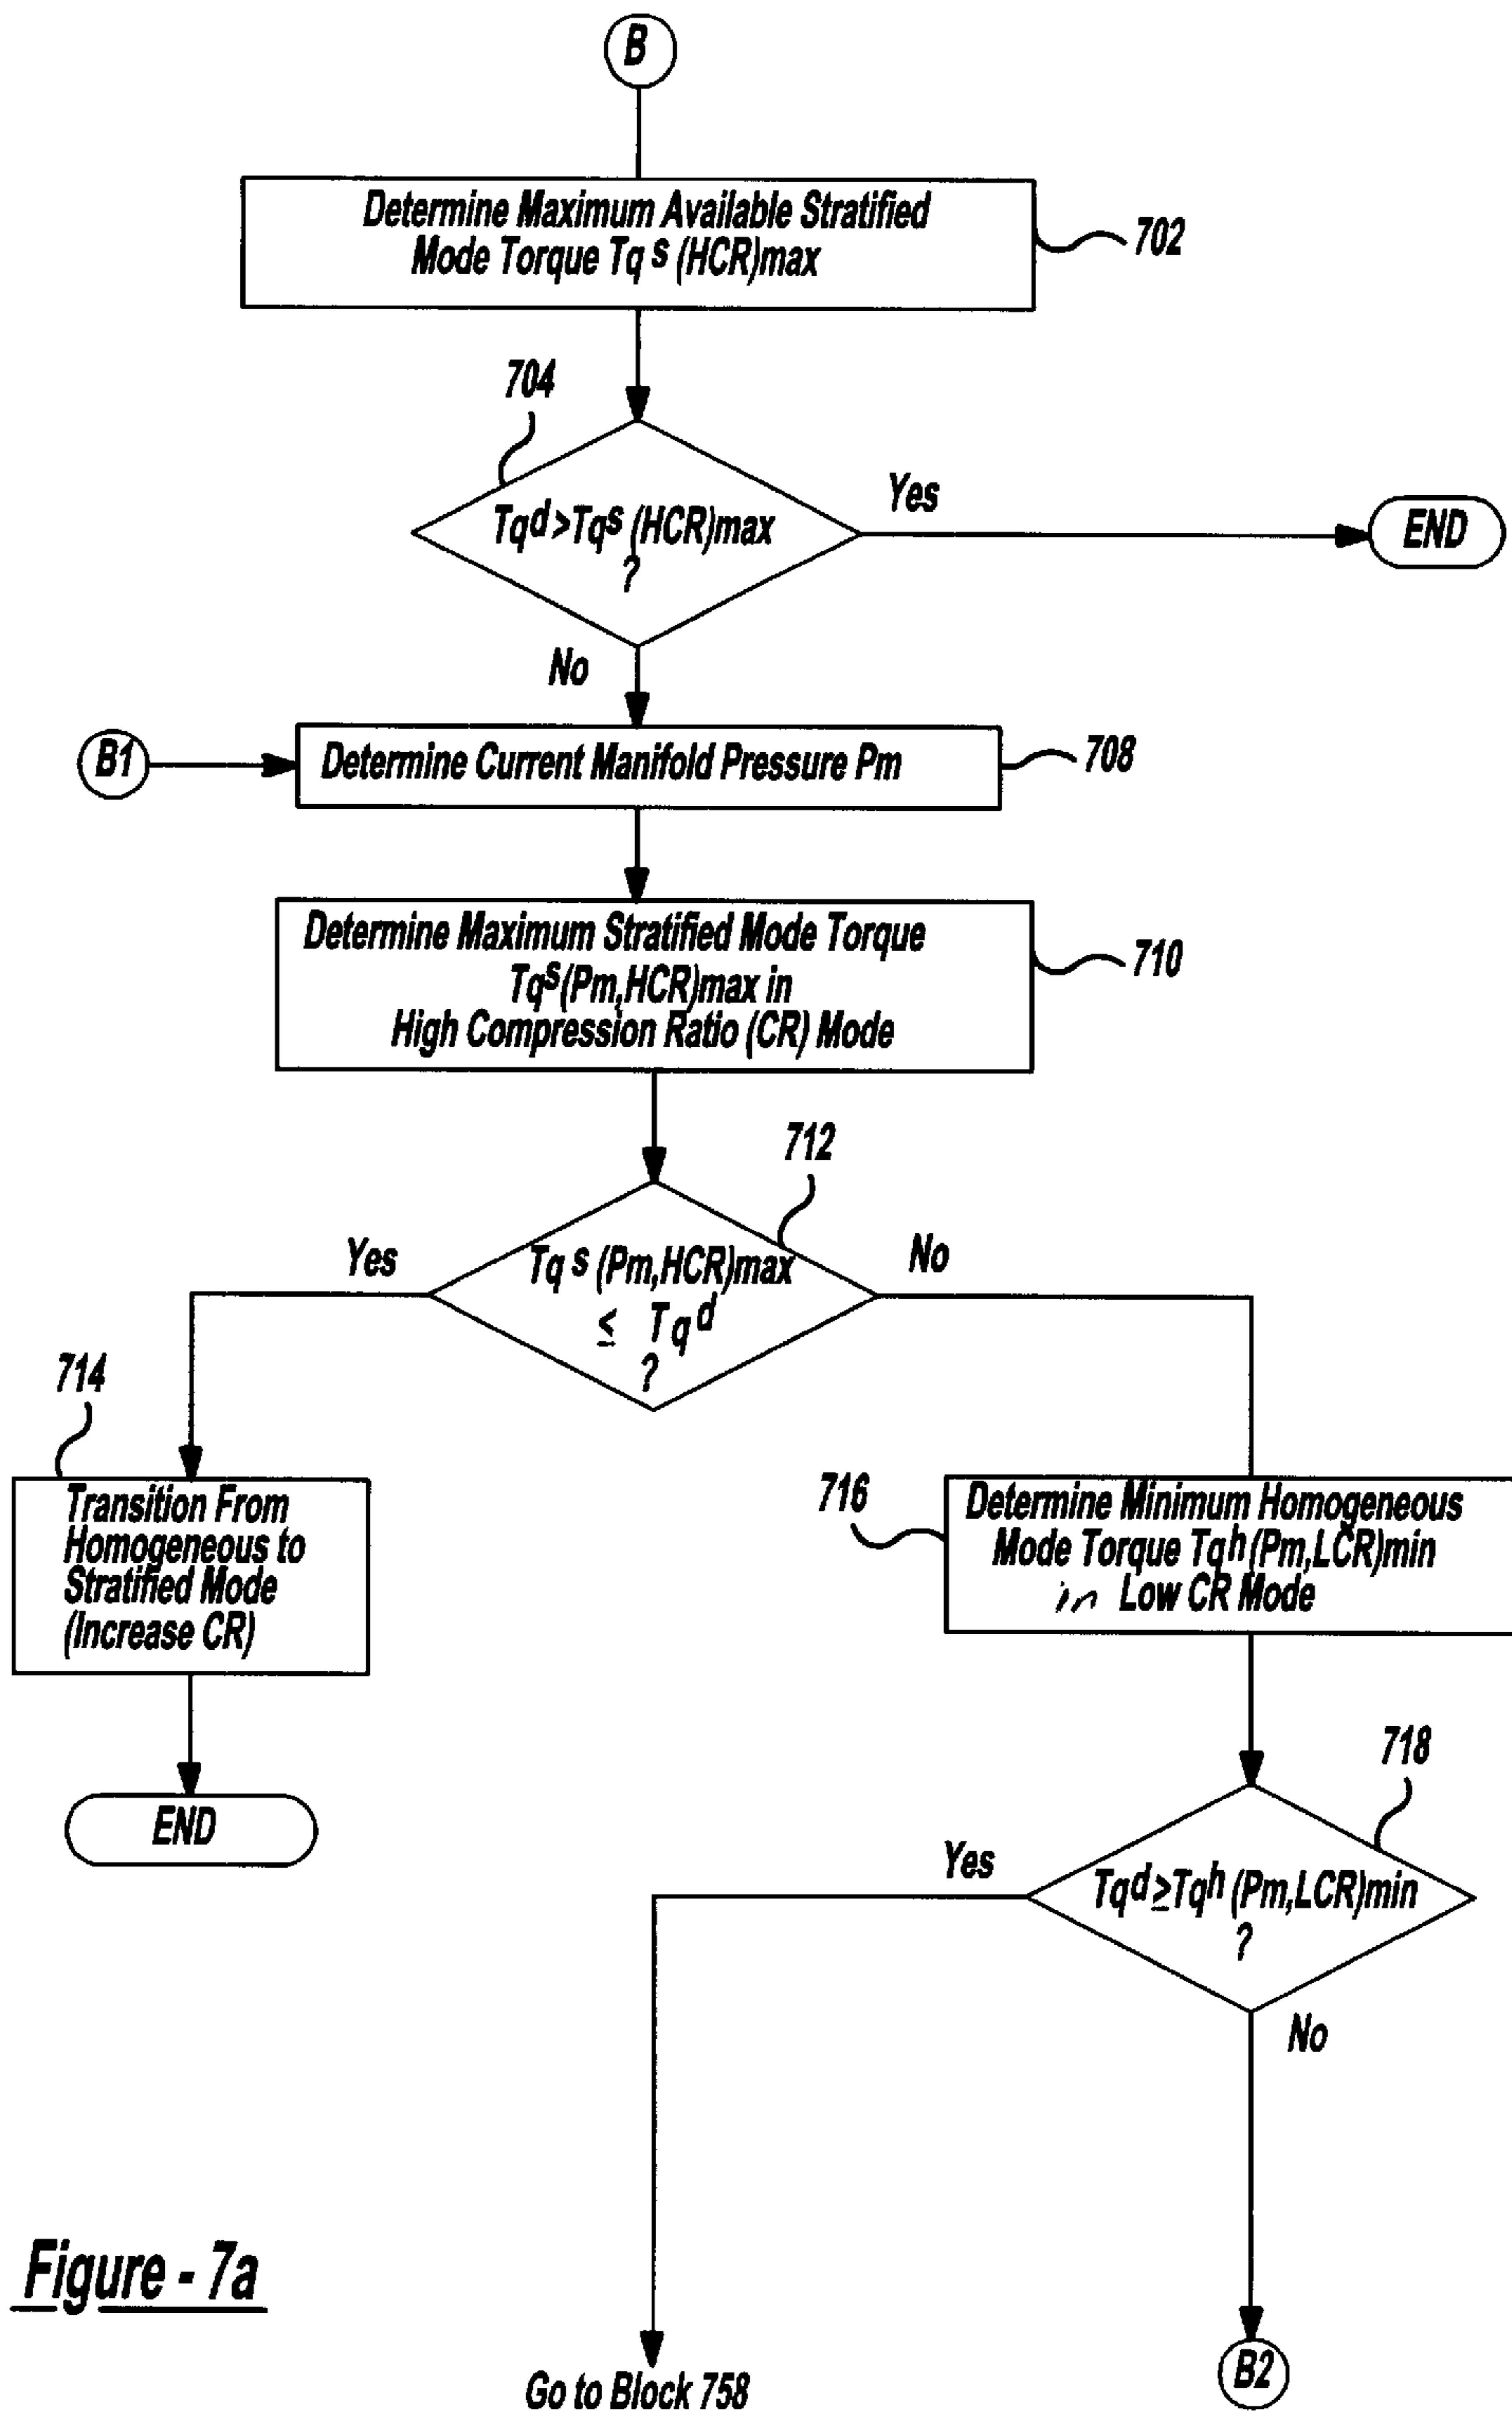 B
Determine Maximum Available Stratified
Mode Torque Tq s (HCR)max
702
704
Tqd>Tqs (HCR)max
?
Yes
END
No
B1
Determine Current Manifold Pressure Pm
708
Determine Maximum Stratified Mode Torque
Tqs(Pm,HCR)max in
High Compression Ratio (CR) Mode
710
712
Yes
Tq s (Pm,HCR)max
≤ Tqd
?
No
714
Transition From
Homogeneous to
Stratified Mode
(Increase CR)
716
Determine Minimum Homogeneous
Mode Torque Tqh(Pm,LCR)min
in Low CR Mode
END
718
Yes
Tqd≥Tqh (Pm,LCR)min
?
No
Figure - 7a
Go to Block 758
B2